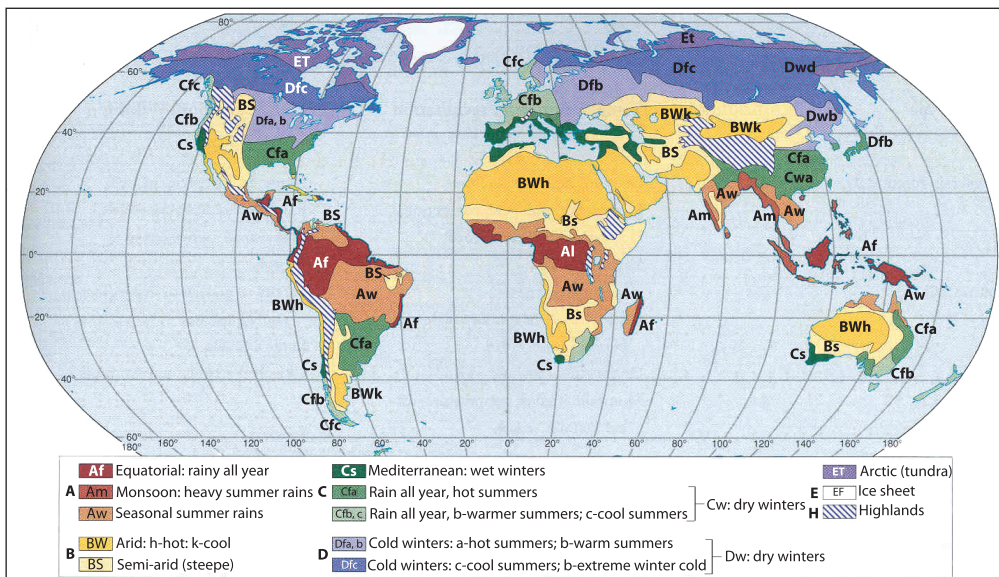 80°
Et
ET
Cfc
Dfc
Dwd
60°
Cfc
Dfc
Dfb
BS
Cfb
Dwb
Cfb
Dfa, b
BWk
BWk
40°
Cs
Dfb
Cfa
BS
Cfa
BWh
Cwa
20°
Af
Aw
Aw
Aw
BS
Bs
Am
Am
Af
0°
Af
AI
BS
Aw
Aw
Aw
Aw
BWh
Bs
20°
Af
BWh
Af
BWh
Cfa
Cfa
Bs
Cs
Cs
Cfb
40°
BWk
Cfb
Cfc
60°
60°
180° 160° 140° 120° 100° 80° 60° 40° 20° 0° 20° 40° 60° 80° 100° 120° 140° 160° 180°
Af Equatorial: rainy all year
A Am Monsoon: heavy summer rains
Aw Seasonal summer rains
B BW Arid: h-hot: k-cool
BS Semi-arid (steepe)
Cs Mediterranean: wet winters
C Cfa Rain all year, hot summers
Cfb, c Rain all year, b-warmer summers; c-cool summers
Cw: dry winters
D Dfa, b Cold winters: a-hot summers; b-warm summers
Dfc Cold winters: c-cool summers; b-extreme winter cold
Dw: dry winters
ET Arctic (tundra)
E EF Ice sheet
H Highlands